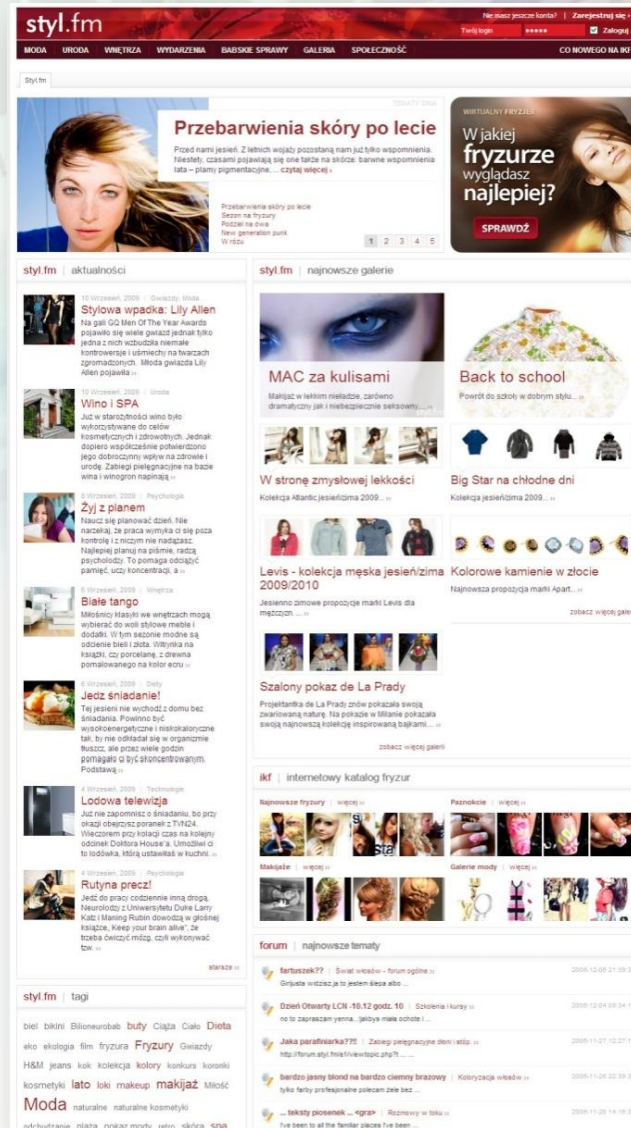 styl.fm
Nie masz jeszcze konta? | Zarejestruj się
Twój login
•••••
Zaloguj
MODA URODA WNĘTRZA WYDARZENIA BABSKIE SPRAWY GALERIA SPOŁECZNOŚĆ
CO NOWEGO NA IKF
Styl.fm
TEMATY DNIA
Przebarwienia skóry po lecie
Przed nami jesień. Z letnich wojaży pozostaną nam już tylko wspomnienia.
Niestety, czasami pojawiają się one także na skórze: barwne wspomnienia
lata – plamy pigmentacyjne, ... czytaj więcej »
Przebarwienia skóry po lecie
Sezon na fryzury
Podziel na dwa
New generation punk
W różu
1 2 3 4 5
WIRTUALNY FRYZJER
W jakiej
fryzurze
wyglądasz
najlepiej?
SPRAWDŹ
styl.fm | aktualności
10 Wrzesień, 2009 | Gwiazdy, Moda
Stylowa wpadka: Lily Allen
Na gali GQ Men Of The Year Awards
pojawiło się wiele gwiazd jednak tylko
jedna z nich wzbudziła niemałe
kontrowersje i uśmiechy na twarzach
zgromadzonych. Młoda gwiazda Lily
Allen pojawiła »
10 Wrzesień, 2009 | Uroda
Wino i SPA
Już w starożytności wino było
wykorzystywane do celów
kosmetycznych i zdrowotnych. Jednak
dopiero współcześnie potwierdzono
jego dobroczynny wpływ na zdrowie i
urodę. Zabiegi pielęgnacyjne na bazie
wina i winogron napinają »
Wrzesień, 2009 | Psychologia
Żyj z planem
Naucz się planować dzień. Nie
narzekaj, że praca wymyka ci się poza
kontrolę i z niczym nie nadążasz.
Najlepiej planuj na piśmie, radzą
psycholodzy. To pomaga odciążyć
pamięć, uczy koncentracji, a »
Wrzesień, 2009 | Wnętrza
Białe tango
Miłośnicy klasyki we wnętrzach mogą
wybierać do woli stylowe meble i
dodatki. W tym sezonie modne są
odcienie bieli i złota. Witrynka na
książki, czy porcelanę, z drewna
pomalowanego na kolor ecru »
6 Wrzesień, 2009 | Diety
Jedz śniadanie!
Tej jesieni nie wychodź z domu bez
śniadania. Powinno być
wysokoenergetyczne i niskokaloryczne
tak, by nie odkładał się w organizmie
tłuszcz, ale przez wiele godzin
pomagało ci być skoncentrowanym.
Podstawą »
4 Wrzesień, 2009 | Technologie
Lodowa telewizja
Już nie zapomnisz o śniadaniu, bo przy
okazji obejrzysz poranek z TVN24.
Wieczorem przy kolacji czas na kolejny
odcinek Doktora House'a. Umożliwi ci
to lodówka, którą ustawiłaś w kuchni. »
4 Wrzesień, 2009 | Psychologia
Rutyna precz!
Jedź do pracy codziennie inną drogą.
Neurolodzy z Uniwersytetu Duke Larry
Katz i Maning Rubin dowodzą w głośnej
książce, Keep your brain alive", że
trzeba ćwiczyć mózg, czyli wykonywać
tzw. »
starsze »
styl.fm | tagi
biel bikini Bilioneurobab buty Ciąża Ciało Dieta
eko ekologia film fryzura Fryzury Gwiazdy
H&M jeans kok kolekcja kolory konkurs koronki
kosmetyki lato loki makeup makijaż Miłość
Moda naturalne naturalne kosmetyki
odchudzanie plaża pokaz mody retro skóra spa
styl.fm | najnowsze galerie
MAC za kulisami
Makijaż w lekkim nieładzie, zarówno
dramatyczny jak i niebezpiecznie seksowny, ... »
Back to school
Powrót do szkoły w dobrym stylu... »
W stronę zmysłowej lekkości
Kolekcja Atlantic jesień/zima 2009... »
Big Star na chłodne dni
Kolekcja jesień/zima 2009... »
Levis - kolekcja męska jesień/zima
2009/2010
Jesienno zimowe propozycje marki Levis dla
mężczyzn. ... »
Kolorowe kamienie w złocie
Najnowsza propozycja marki Apart... »
zobacz więcej galerii
Szalony pokaz de La Prady
Projektantka de La Prady znów pokazała swoją
zwariowaną naturę. Na pokazie w Milanie pokazała
swoją najnowszą kolekcję inspirowaną bajkami... »
zobacz więcej galerii
ikf | internetowy katalog fryzur
Najnowsze fryzury | więcej »
Paznokcie | więcej »
Makijaże | więcej »
Galerie mody | więcej »
forum | najnowsze tematy
fartuszek?? | Świat włosów – forum ogólne »
Girljusta widzisz,ja to jestem ślepa albo ...
Dzień Otwarty LCN -10.12 godz. 10 | Szkolenia i kursy »
no to zapraszam yenna...jakbyś miała ochotę i ...
Jaka parafiniarka??!! | Zabiegi pielęgnacyjne dłoni i stóp. »
bardzo jasny blond na bardzo ciemny brązowy | Koloryzacja włosów »
tylko farby profesjonalne polecam żele bez ...
... teksty piosenek ... <gra> | Rozmowy w toku »
I've been to all the familiar places I've been ...